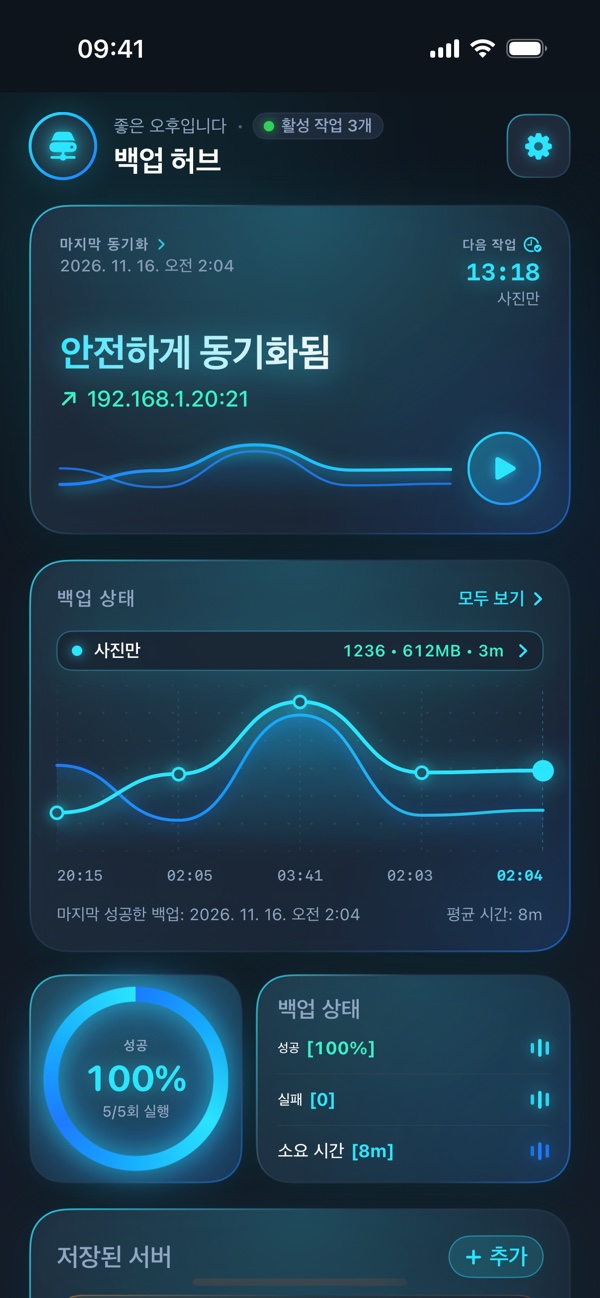 09:41
좋은 오후입니다 · 활성 작업 3개
백업 허브
마지막 동기화
2026. 11. 16. 오전 2:04
다음 작업
13:18
사진만
안전하게 동기화됨
192.168.1.20:21
백업 상태
모두 보기
사진만
1236 • 612MB • 3m
20:15 02:05 03:41 02:03 02:04
마지막 성공한 백업: 2026. 11. 16. 오전 2:04
평균 시간: 8m
성공
100%
5/5회 실행
백업 상태
성공 [100%]
실패 [0]
소요 시간 [8m]
저장된 서버
+ 추가